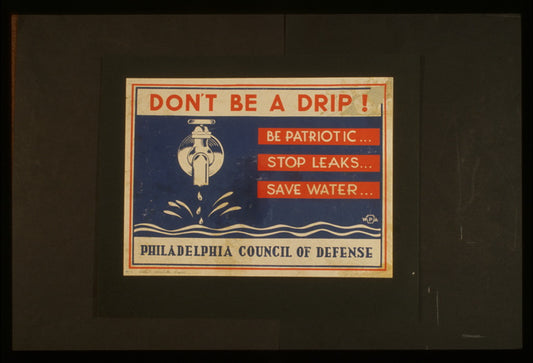 DON'T BE A DRIP!
BE PATRIOTIC...
STOP LEAKS...
SAVE WATER...
WPA
PHILADELPHIA COUNCIL OF DEFENSE